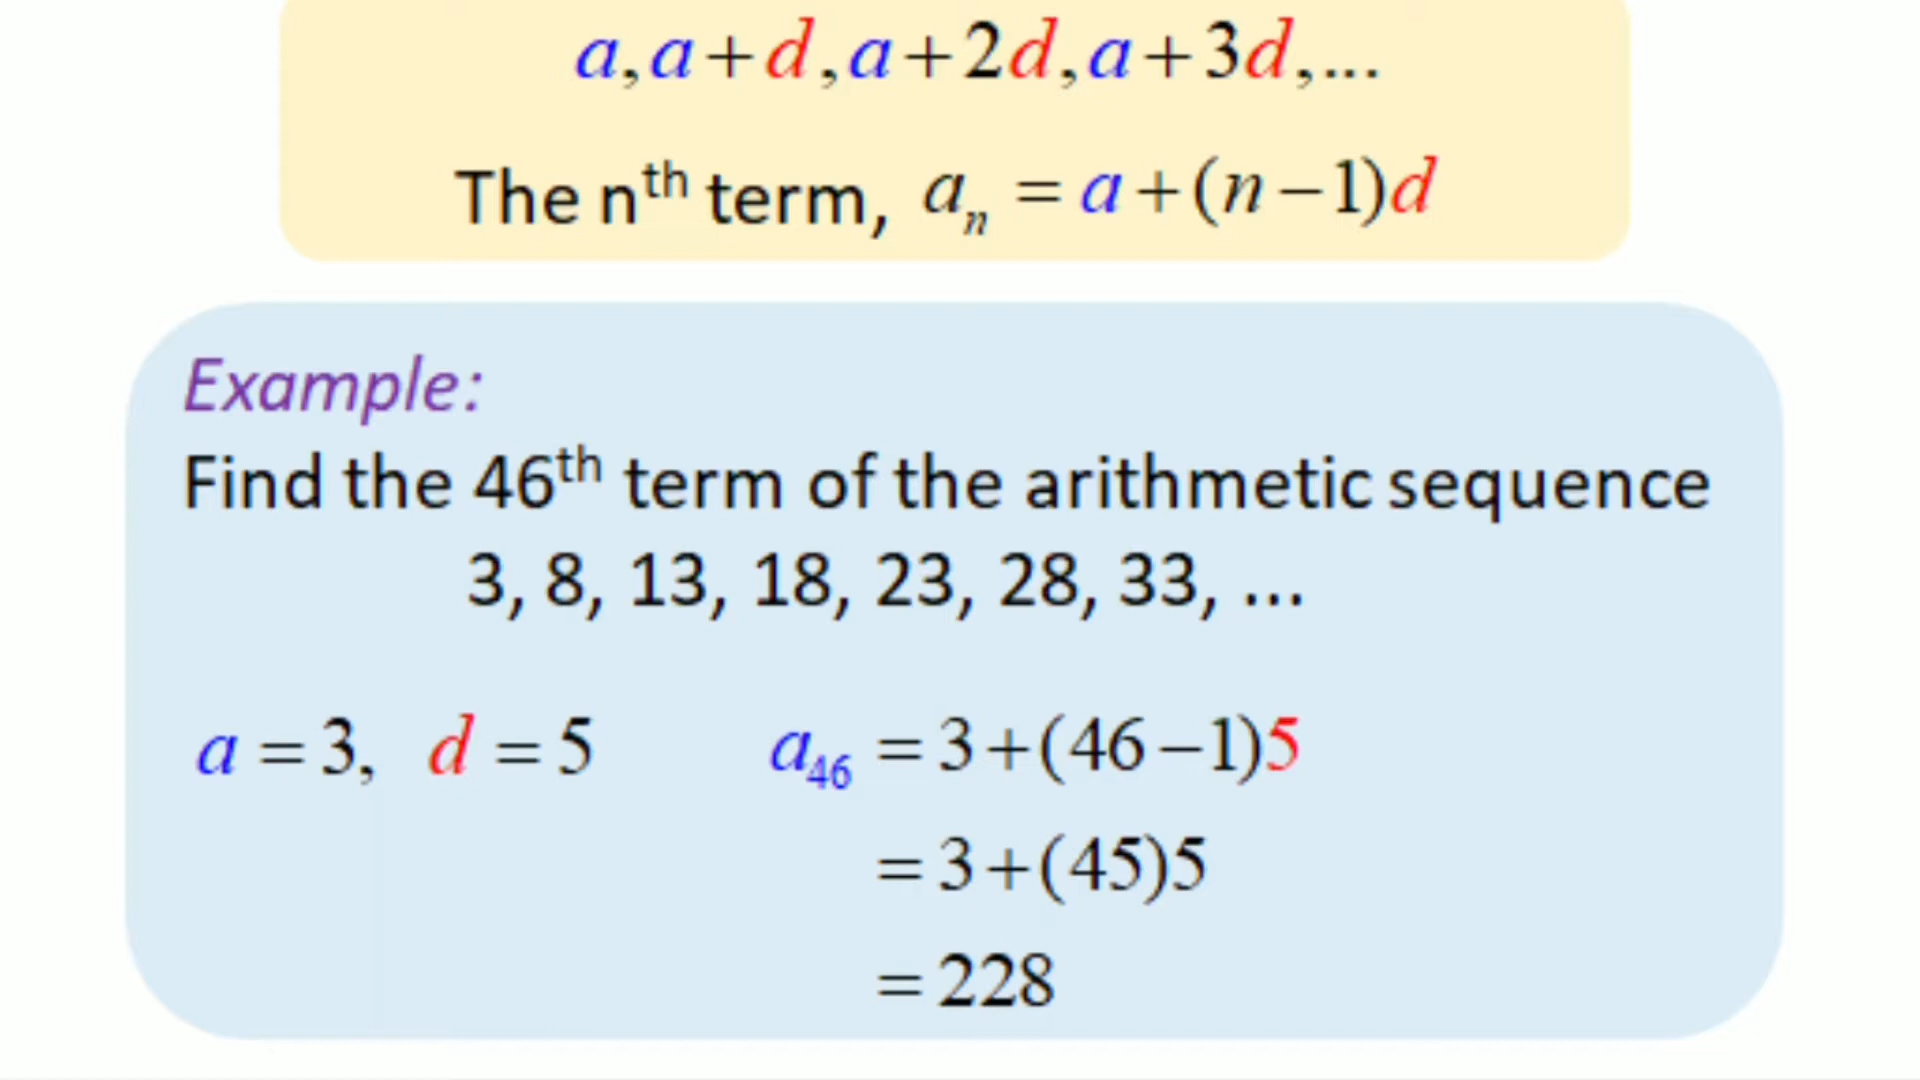 a, a+d, a+2d, a+3d,...
The nᵗʰ term, aₙ = a+(n−1)d
Example:
Find the 46ᵗʰ term of the arithmetic sequence
3, 8, 13, 18, 23, 28, 33, ...
a = 3, d = 5 a₄₆ = 3+(46−1)5
= 3+(45)5
= 228